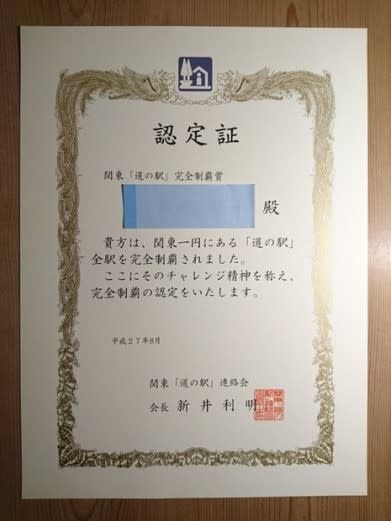 認定証
関東「道の駅」完全制覇賞
殿
貴方は、関東一円にある「道の駅」
全駅を完全制覇されました。
ここにそのチャレンジ精神を称え、
完全制覇の認定をいたします。
平成27年8月
関東「道の駅」連絡会
会長 新井利明